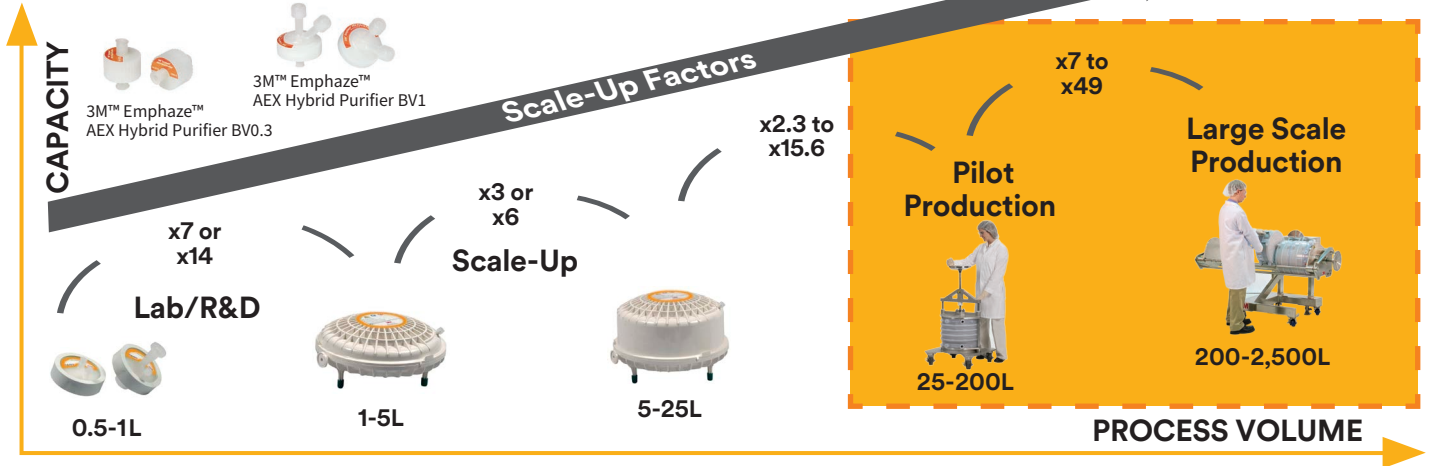 CAPACITY
3M™ Emphaze™
AEX Hybrid Purifier BV0.3
3M™ Emphaze™
AEX Hybrid Purifier BV1
Scale-Up Factors
x7 or
x14
Lab/R&D
0.5-1L
x3 or
x6
Scale-Up
1-5L
5-25L
x2.3 to
x15.6
Pilot
Production
25-200L
x7 to
x49
Large Scale
Production
200-2,500L
PROCESS VOLUME